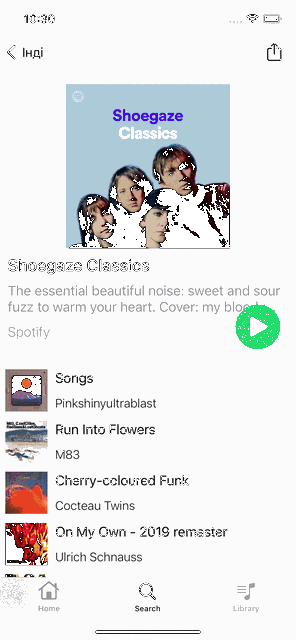 10:30
Інді
Shoegaze
Classics
Shoegaze Classics
The essential beautiful noise: sweet and sour
fuzz to warm your heart. Cover: my bloody
Spotify
Songs
Pinkshinyultrablast
Run Into Flowers
M83
Cherry-coloured Funk
Cocteau Twins
On My Own - 2019 remaster
Ulrich Schnauss
Home
Search
Library